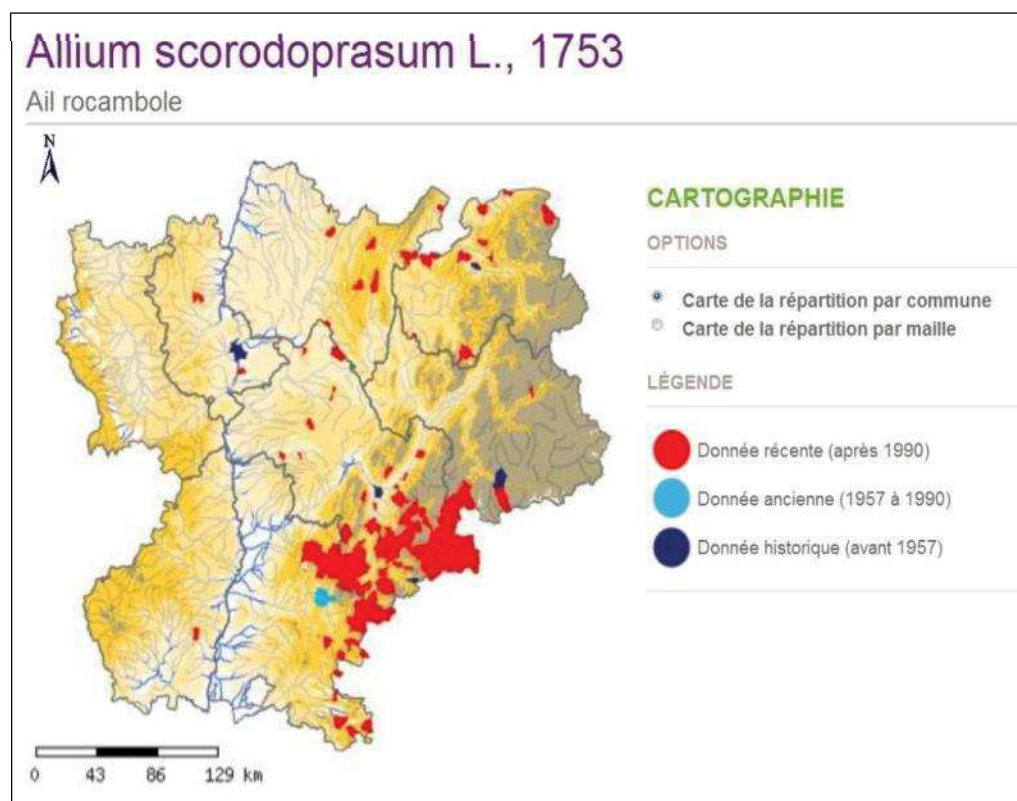 Allium scorodoprasum L., 1753
Ail rocambole
N
CARTOGRAPHIE
OPTIONS
Carte de la répartition par commune
Carte de la répartition par maille
LÉGENDE
Donnée récente (après 1990)
Donnée ancienne (1957 à 1990)
Donnée historique (avant 1957)
0 43 86 129 km